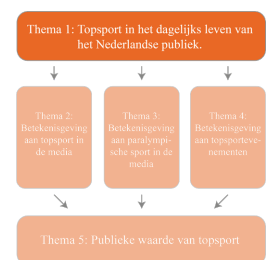 Thema 1: Topsport in het dagelijks leven van
het Nederlandse publiek.
Thema 2:
Betekenisgeving
aan topsport in
de media
Thema 3:
Betekenisgeving
aan paralympi-
sche sport in de
media
Thema 4:
Betekenisgeving
aan topsporteve-
nementen
Thema 5: Publieke waarde van topsport